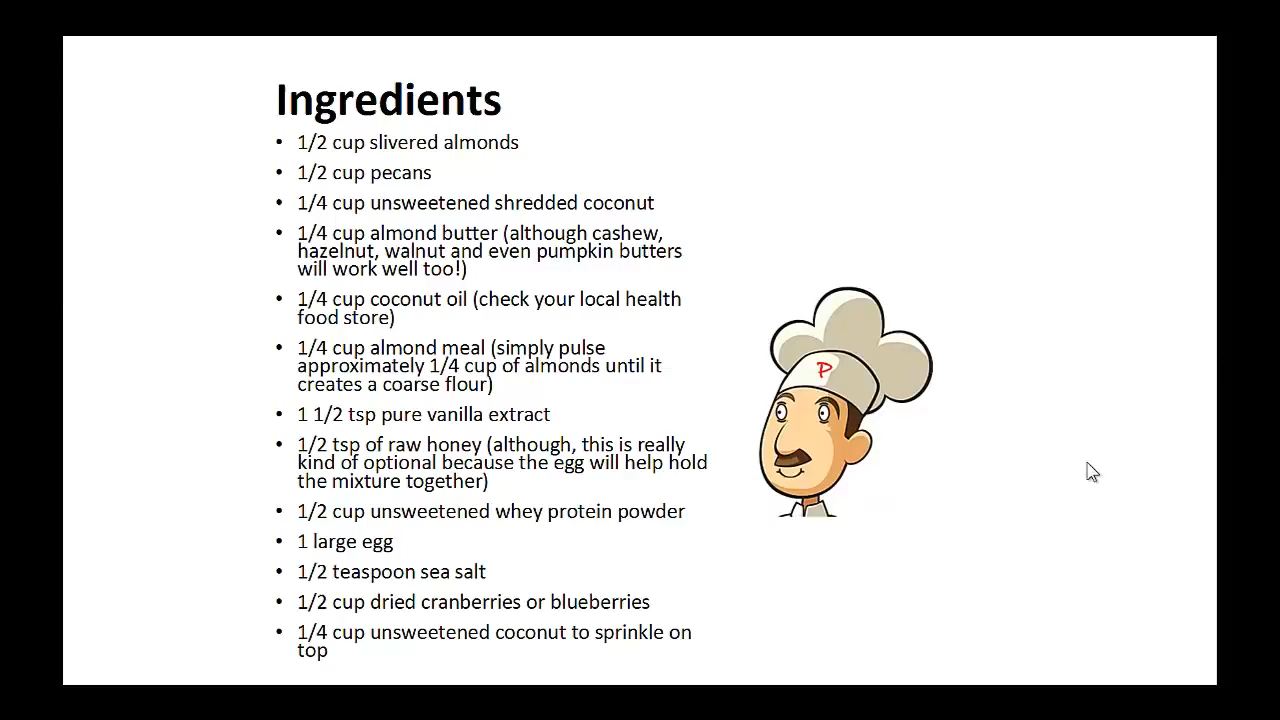 Ingredients
• 1/2 cup slivered almonds
• 1/2 cup pecans
• 1/4 cup unsweetened shredded coconut
• 1/4 cup almond butter (although cashew,
hazelnut, walnut and even pumpkin butters
will work well too!)
• 1/4 cup coconut oil (check your local health
food store)
• 1/4 cup almond meal (simply pulse
approximately 1/4 cup of almonds until it
creates a coarse flour)
• 1 1/2 tsp pure vanilla extract
• 1/2 tsp of raw honey (although, this is really
kind of optional because the egg will help hold
the mixture together)
• 1/2 cup unsweetened whey protein powder
• 1 large egg
• 1/2 teaspoon sea salt
• 1/2 cup dried cranberries or blueberries
• 1/4 cup unsweetened coconut to sprinkle on
top
P